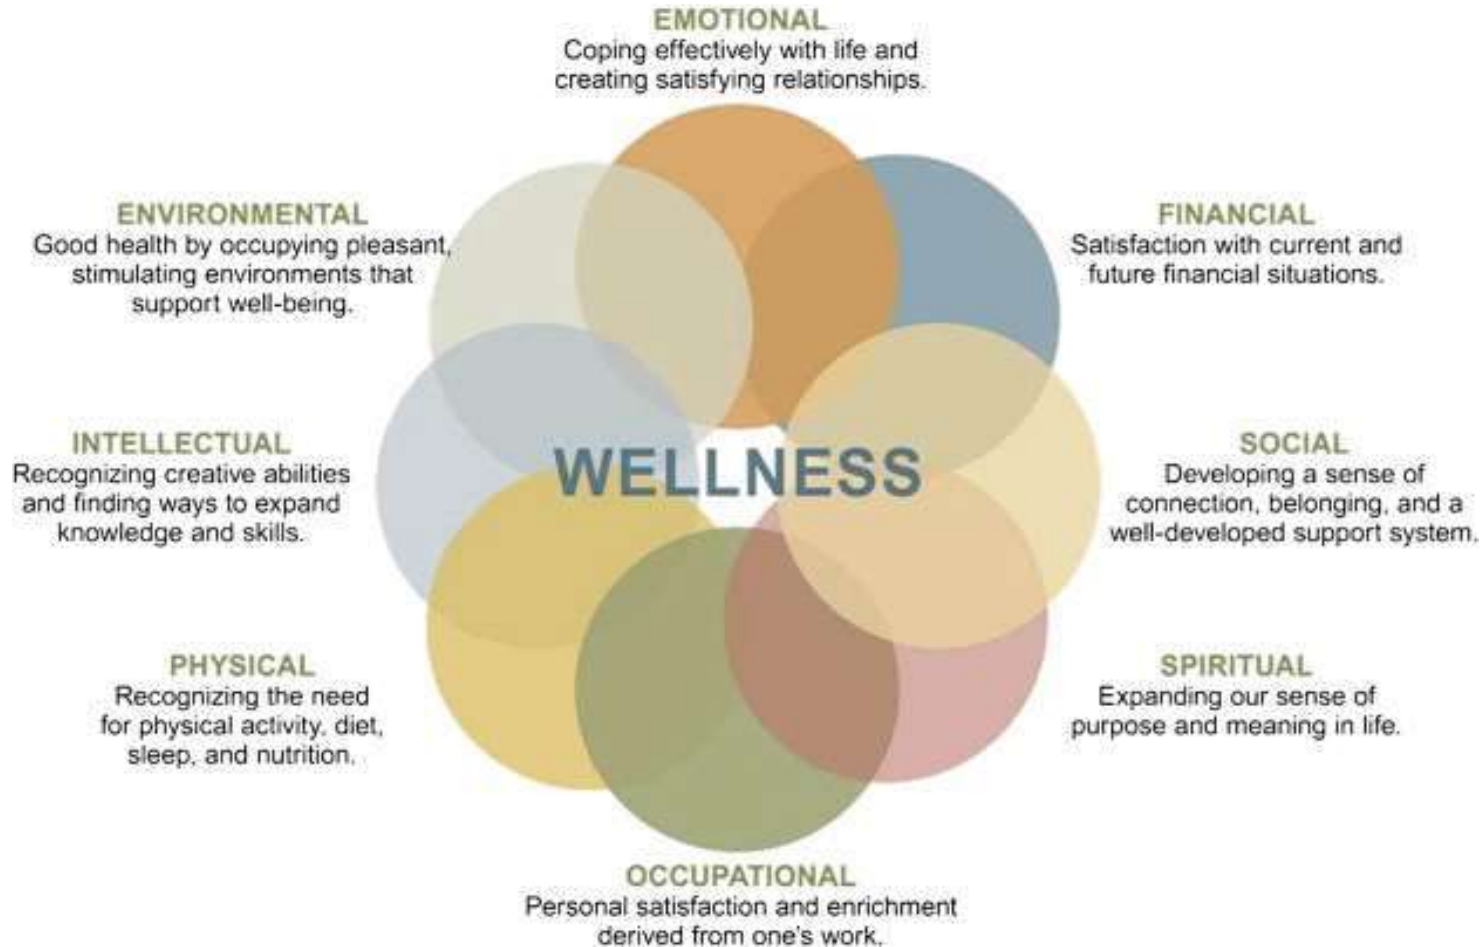 EMOTIONAL
Coping effectively with life and
creating satisfying relationships.
ENVIRONMENTAL
Good health by occupying pleasant,
stimulating environments that
support well-being.
FINANCIAL
Satisfaction with current and
future financial situations.
INTELLECTUAL
Recognizing creative abilities
and finding ways to expand
knowledge and skills.
WELLNESS
SOCIAL
Developing a sense of
connection, belonging, and a
well-developed support system.
PHYSICAL
Recognizing the need
for physical activity, diet,
sleep, and nutrition.
SPIRITUAL
Expanding our sense of
purpose and meaning in life.
OCCUPATIONAL
Personal satisfaction and enrichment
derived from one's work.